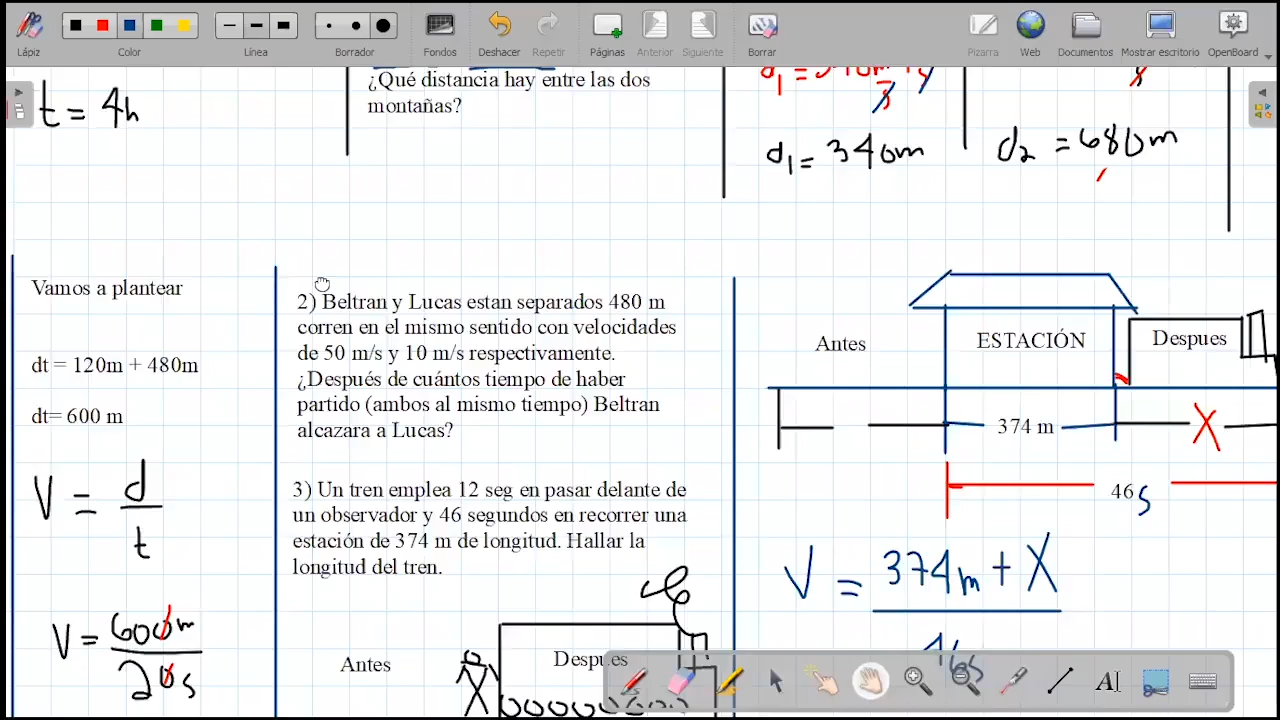 Lápiz
Color
Línea
Borrador
Fondos
Deshacer
Repetir
Páginas
Anterior
Siguiente
Borrar
Pizarra
Web
Documentos
Mostrar escritorio
OpenBoard
t = 4h
¿Qué distancia hay entre las dos
montañas?
d1 = 340m
d2 = 680m
Vamos a plantear
dt = 120m + 480m
dt= 600 m
V = d
t
V = 600m
20s
2) Beltran y Lucas estan separados 480 m
corren en el mismo sentido con velocidades
de 50 m/s y 10 m/s respectivamente.
¿Después de cuántos tiempo de haber
partido (ambos al mismo tiempo) Beltran
alcazara a Lucas?
3) Un tren emplea 12 seg en pasar delante de
un observador y 46 segundos en recorrer una
estación de 374 m de longitud. Hallar la
longitud del tren.
Antes
Despues
Antes
ESTACIÓN
Despues
374 m
X
46s
V = 374m + X
46s